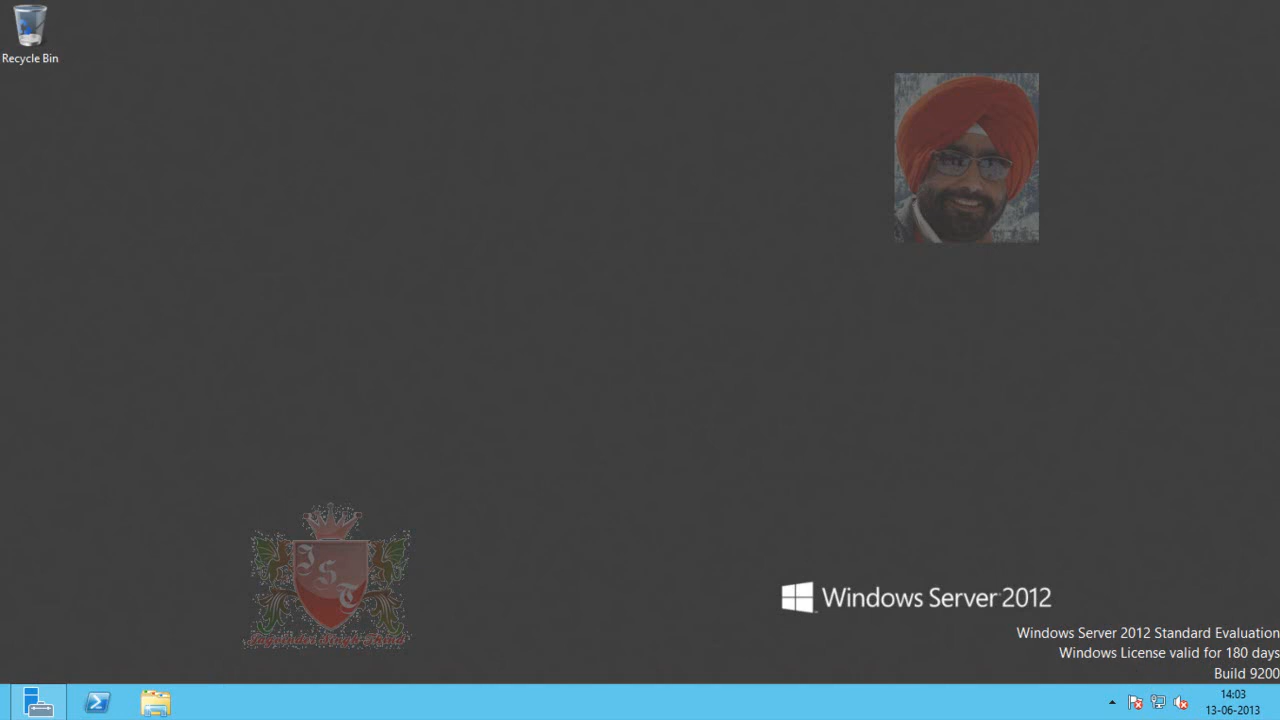 Recycle Bin
J
S
T
Windows Server 2012
Windows Server 2012 Standard Evaluation
Windows License valid for 180 days
Build 9200
14:03
13-06-2013